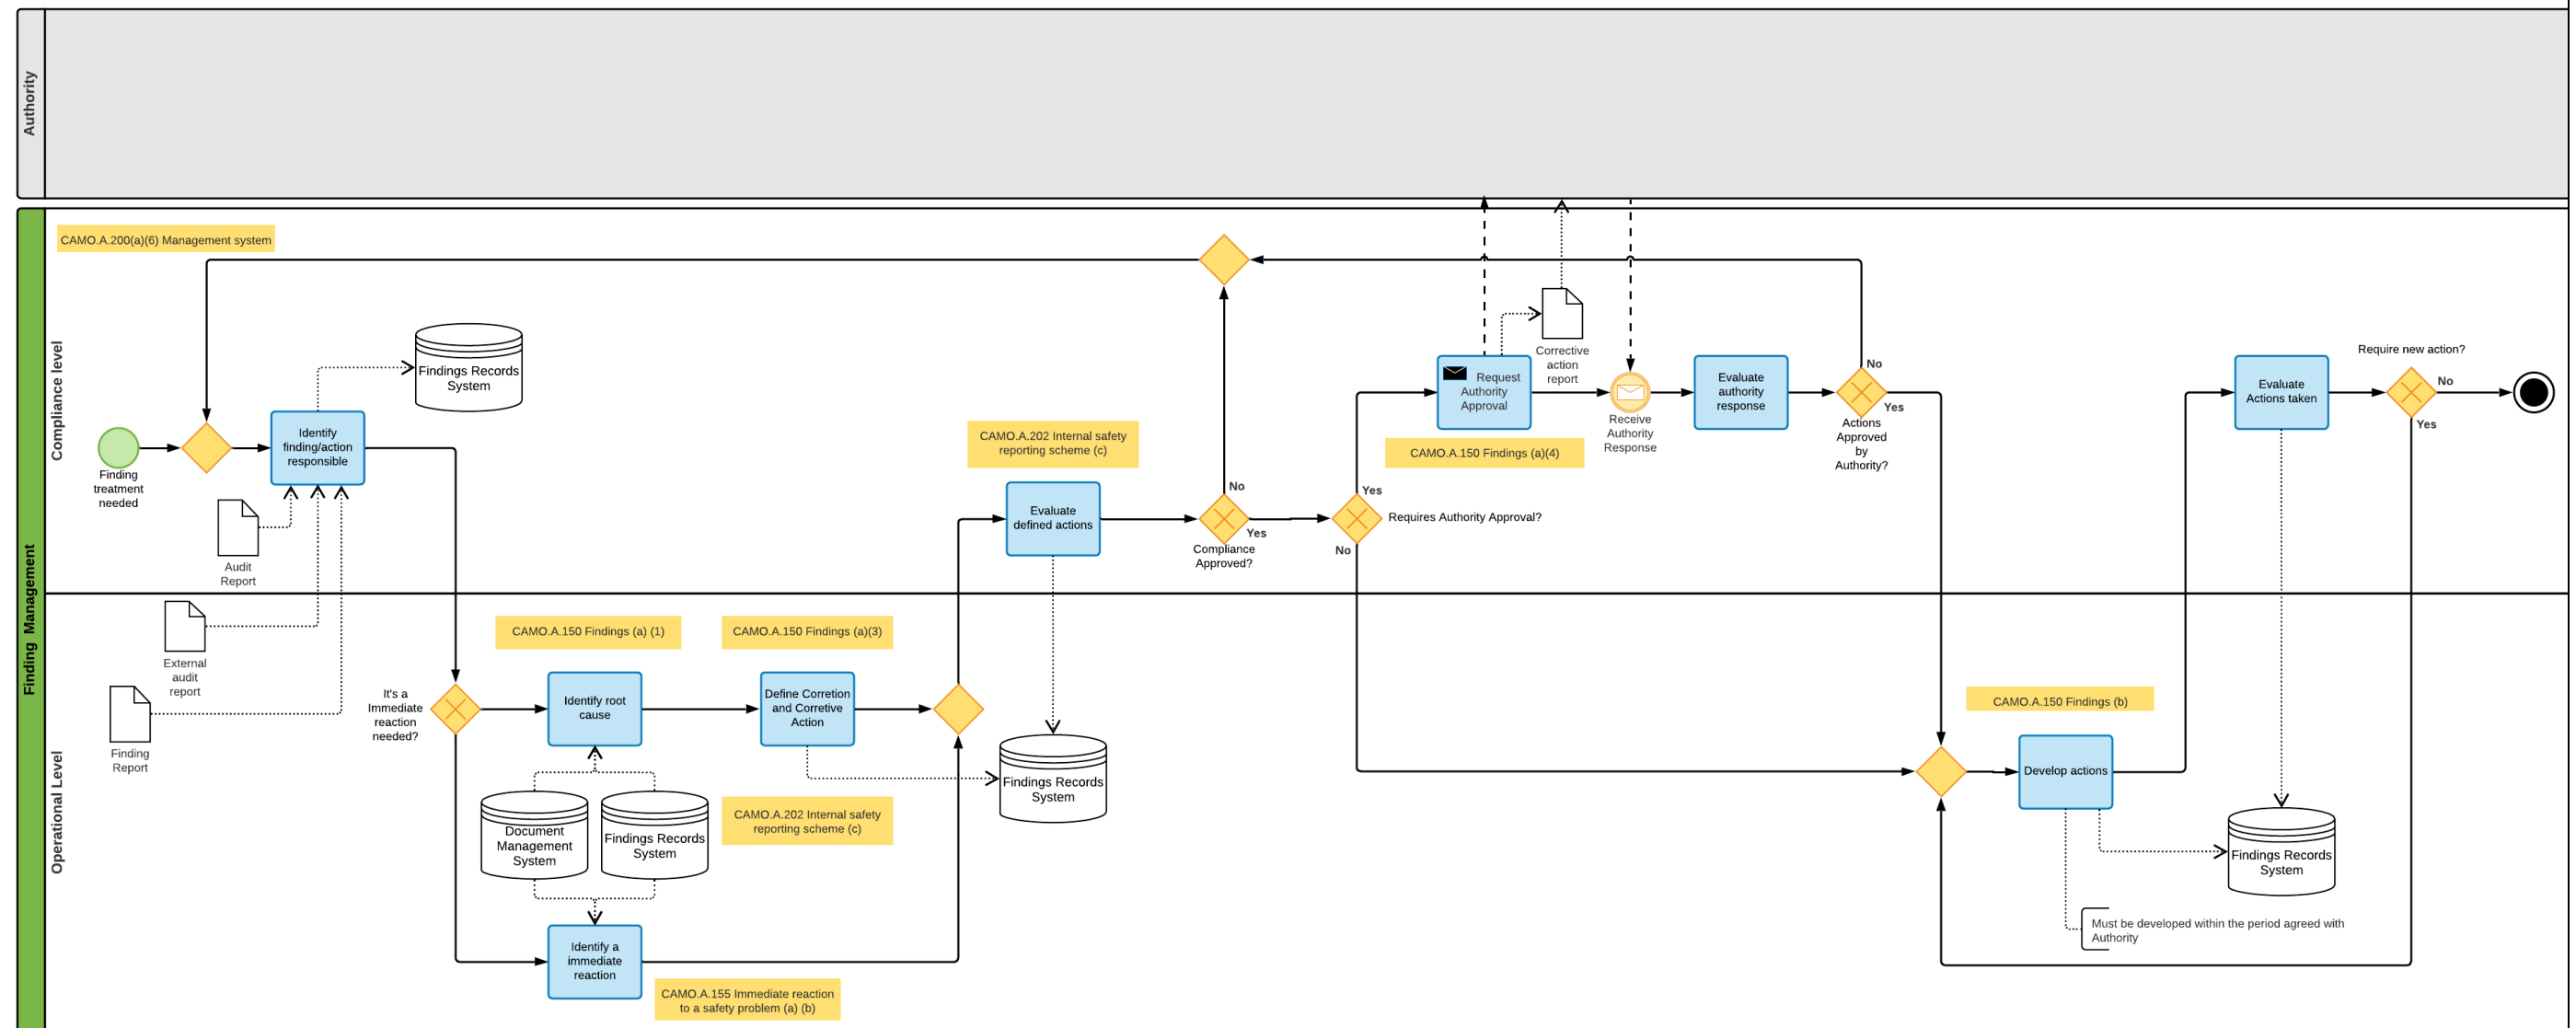 Authority
CAMO.A.200(a)(6) Management system
Finding Management
Compliance level
Operational Level
Finding
treatment
needed
Identify
finding/action
responsible
Findings Records
System
Audit
Report
External
audit
report
Finding
Report
It's a
Immediate
reaction
needed?
CAMO.A.150 Findings (a) (1)
Identify root
cause
CAMO.A.150 Findings (a)(3)
Define Corretion
and Corretive
Action
Document
Management
System
Findings Records
System
CAMO.A.202 Internal safety
reporting scheme (c)
Identify a
immediate
reaction
CAMO.A.155 Immediate reaction
to a safety problem (a) (b)
CAMO.A.202 Internal safety
reporting scheme (c)
Evaluate
defined actions
Findings Records
System
No
Yes
Compliance
Approved?
Yes
Requires Authority Approval?
No
Request
Authority
Approval
CAMO.A.150 Findings (a)(4)
Corrective
action
report
Receive
Authority
Response
Evaluate
authority
response
No
Yes
Actions
Approved
by
Authority?
CAMO.A.150 Findings (b)
Develop actions
Must be developed within the period agreed with
Authority
Findings Records
System
Evaluate
Actions taken
Require new action?
No
Yes